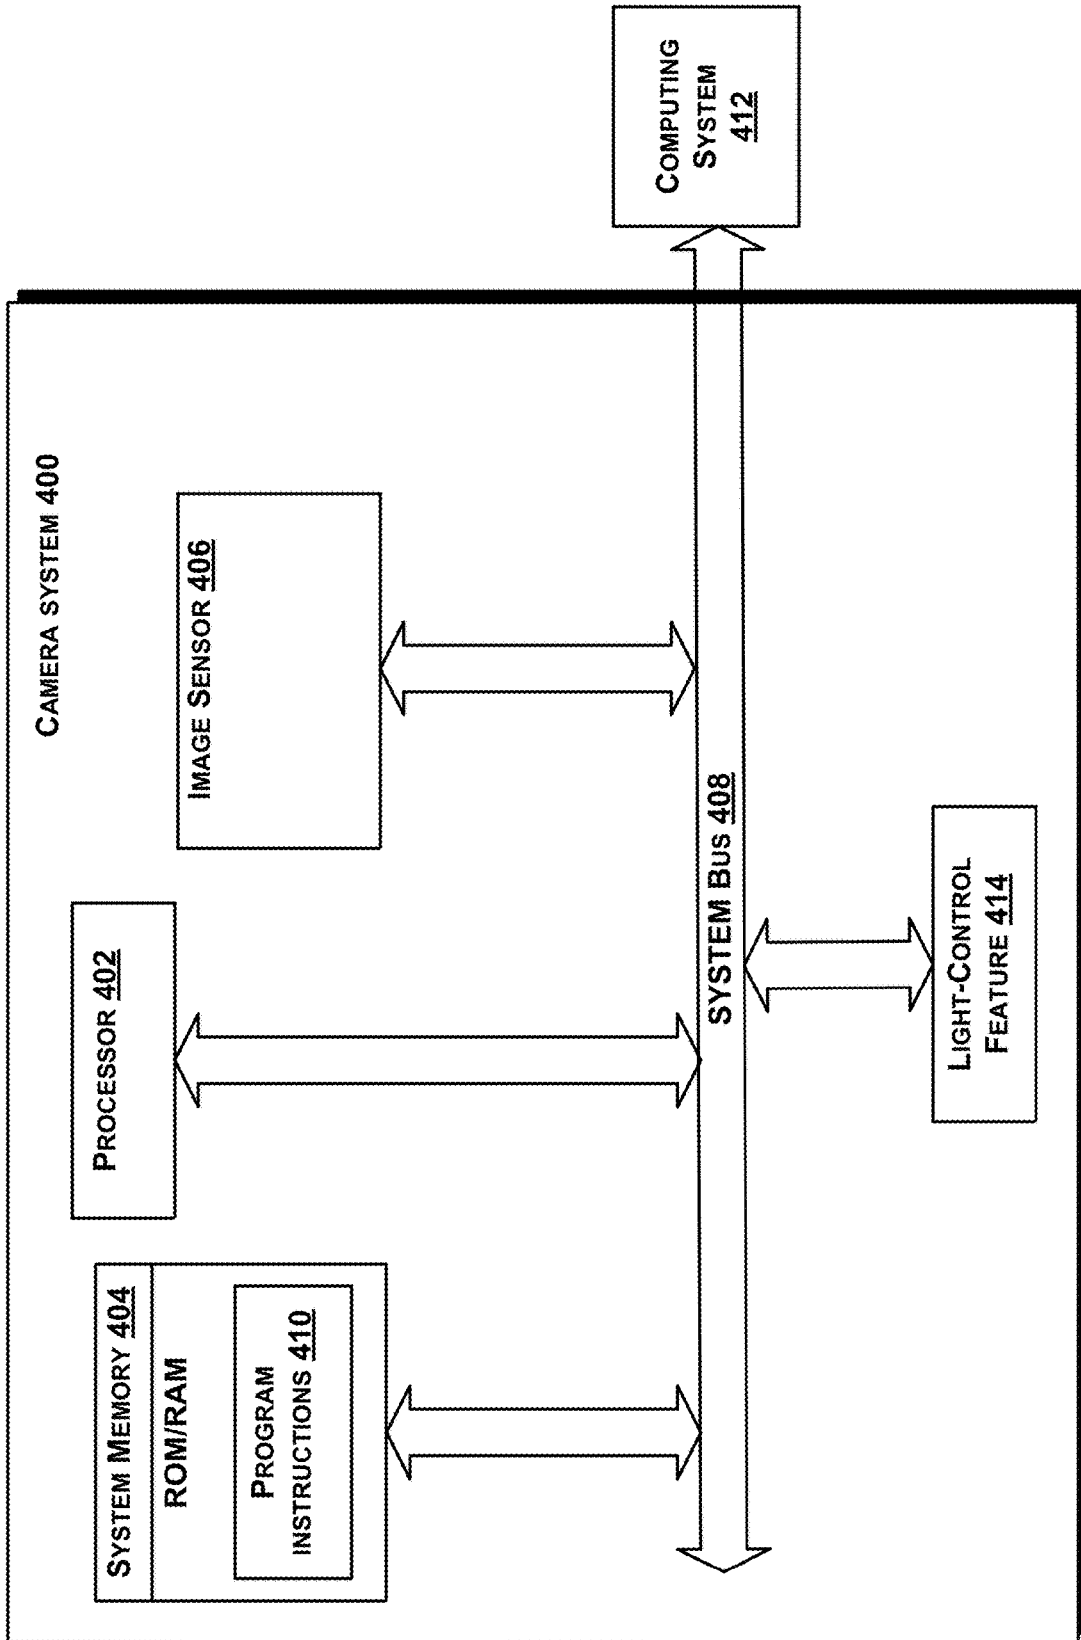 CAMERA SYSTEM 400
SYSTEM MEMORY 404
ROM/RAM
PROGRAM
INSTRUCTIONS 410
PROCESSOR 402
IMAGE SENSOR 406
SYSTEM BUS 408
LIGHT-CONTROL
FEATURE 414
COMPUTING
SYSTEM
412